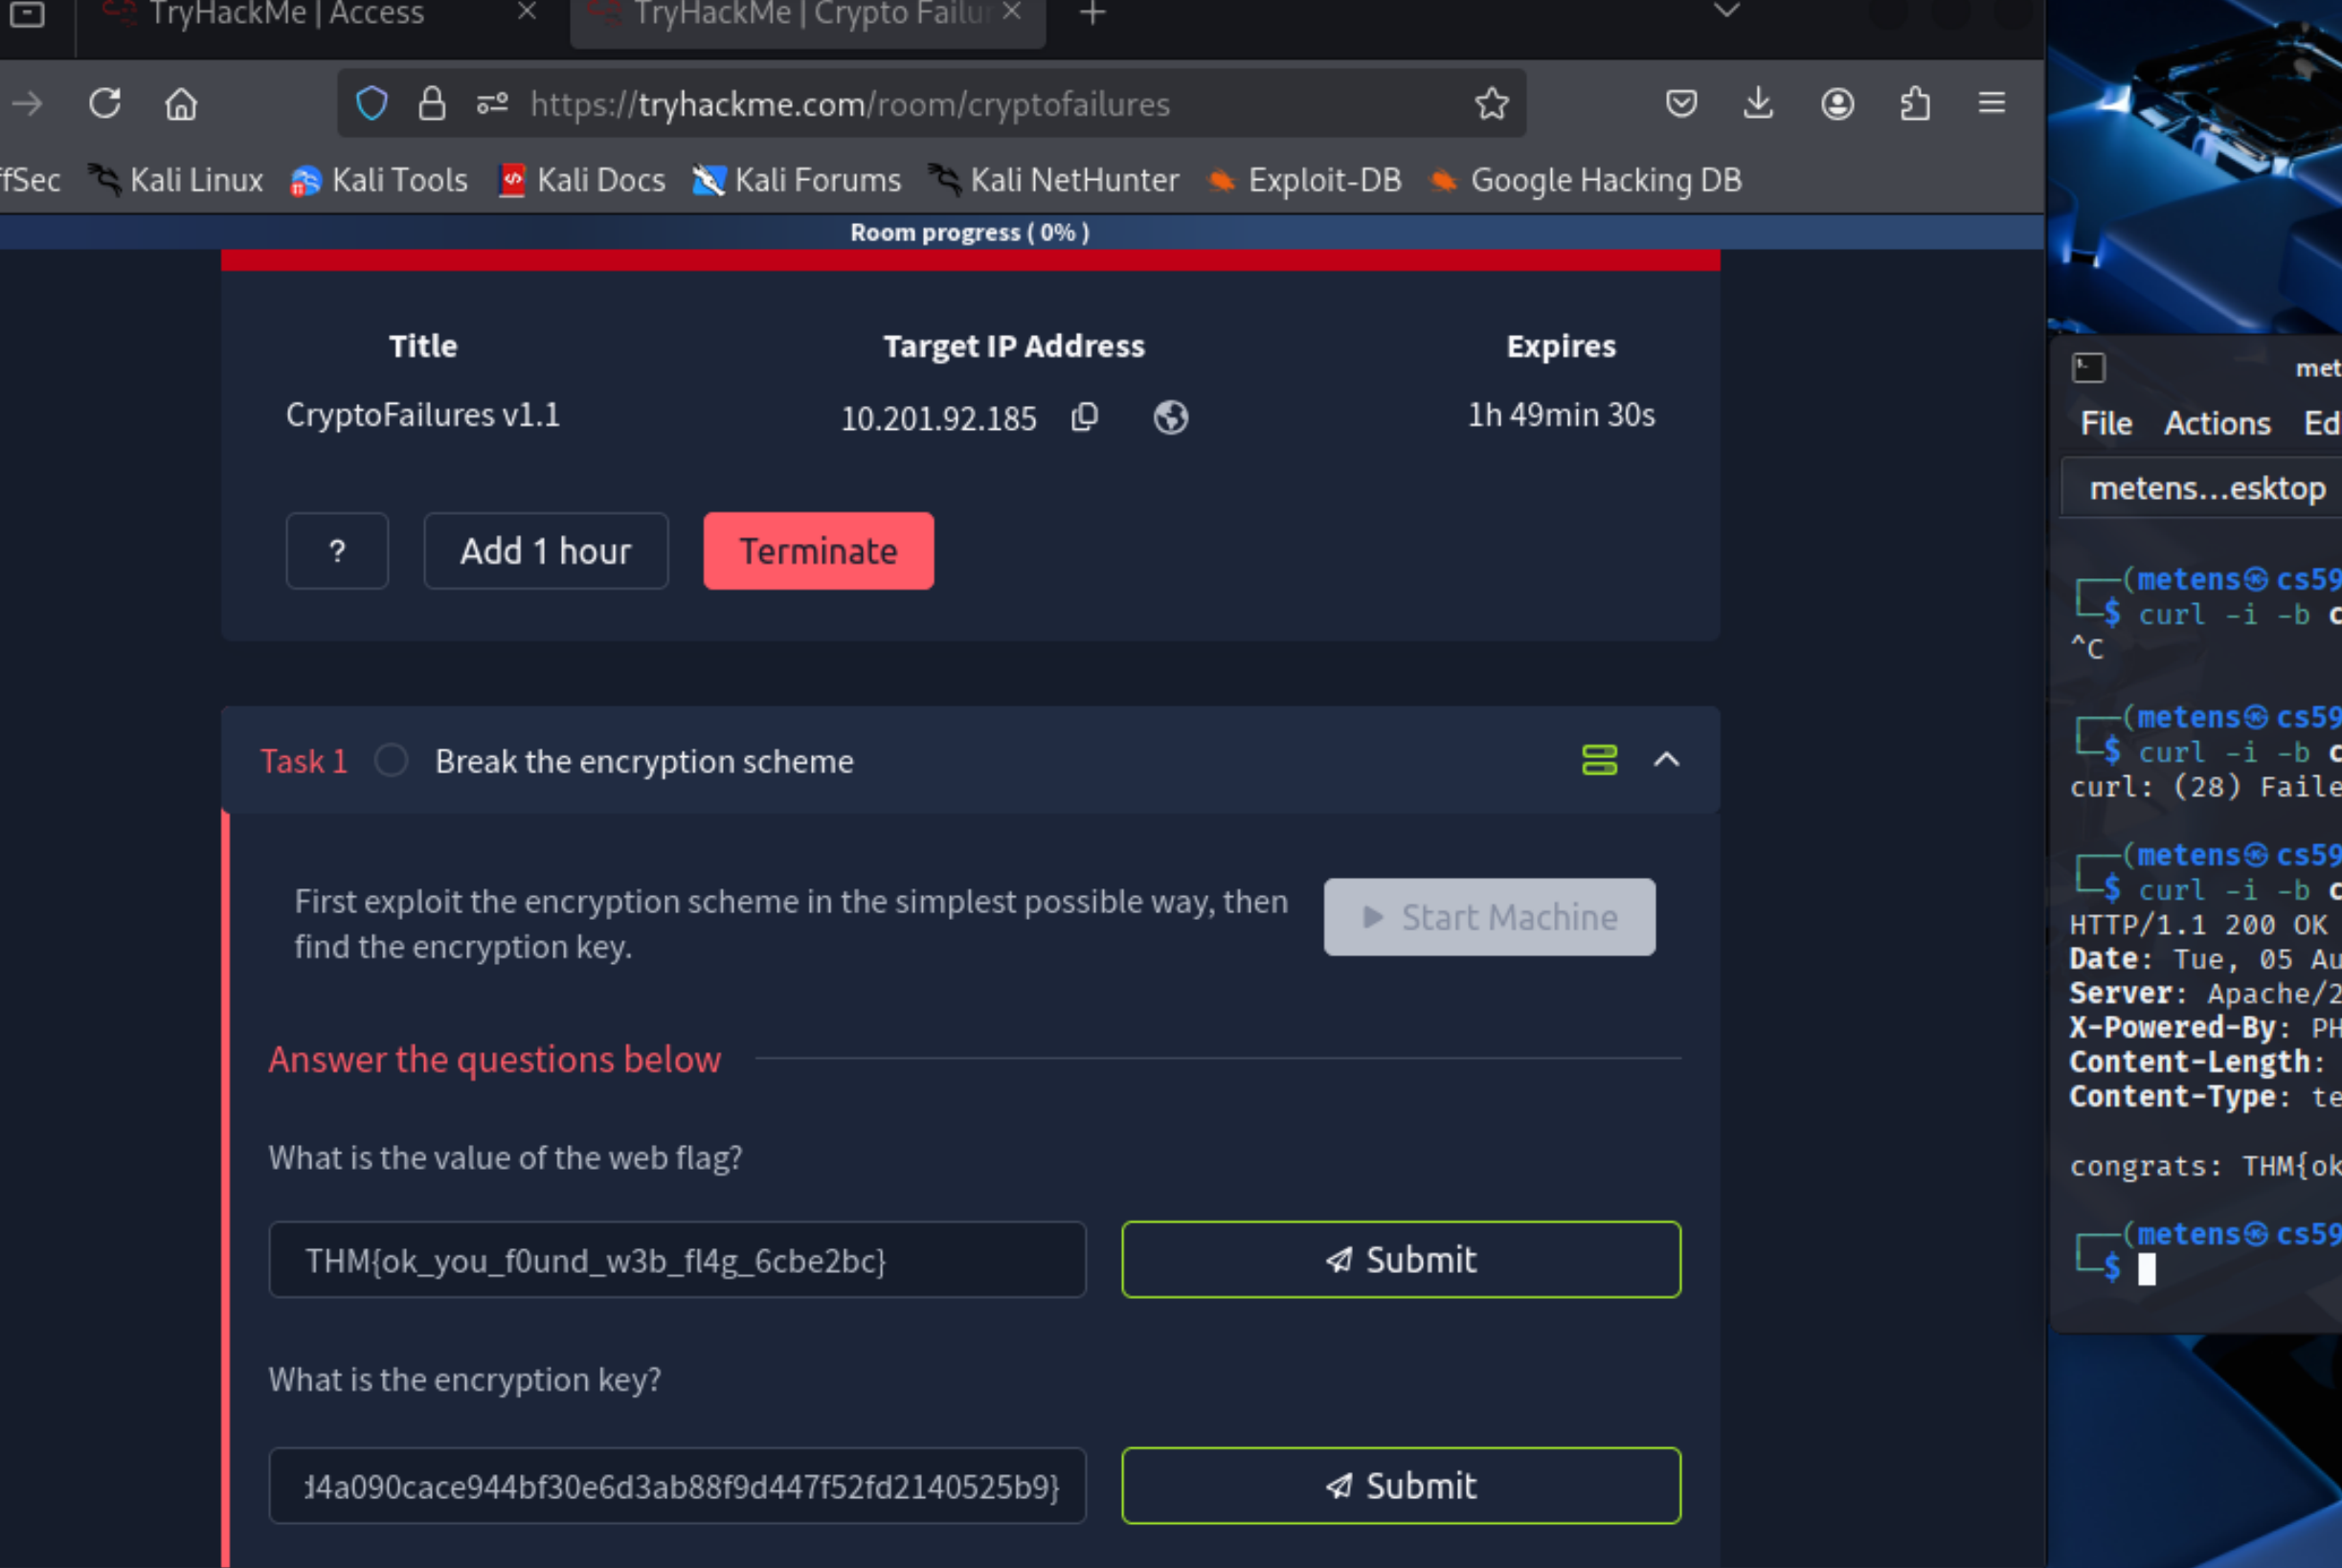 TryHackMe | Access
TryHackMe | Crypto Failur
https://tryhackme.com/room/cryptofailures
ffSec Kali Linux Kali Tools Kali Docs Kali Forums Kali NetHunter Exploit-DB Google Hacking DB
Room progress ( 0% )
Title Target IP Address Expires
CryptoFailures v1.1 10.201.92.185 1h 49min 30s
? Add 1 hour Terminate
Task 1 Break the encryption scheme
First exploit the encryption scheme in the simplest possible way, then
find the encryption key.
Start Machine
Answer the questions below
What is the value of the web flag?
THM{ok_you_f0und_w3b_fl4g_6cbe2bc} Submit
What is the encryption key?
d4a090cace944bf30e6d3ab88f9d447f52fd2140525b9} Submit
met
File Actions Ed
metens...esktop
(metens㉿cs59
$ curl -i -b c
^C
(metens㉿cs59
$ curl -i -b c
curl: (28) Faile
(metens㉿cs59
$ curl -i -b c
HTTP/1.1 200 OK
Date: Tue, 05 Au
Server: Apache/2
X-Powered-By: PH
Content-Length:
Content-Type: te
congrats: THM{ok
(metens㉿cs59
$